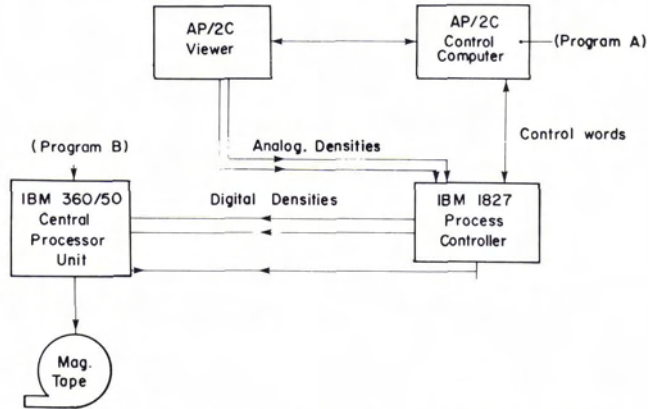 AP/2C
Viewer
AP/2C
Control
Computer
(Program A)
Control words
(Program B)
Analog. Densities
IBM 360/50
Central
Processor
Unit
Digital Densities
IBM 1827
Process
Controller
Mag.
Tape